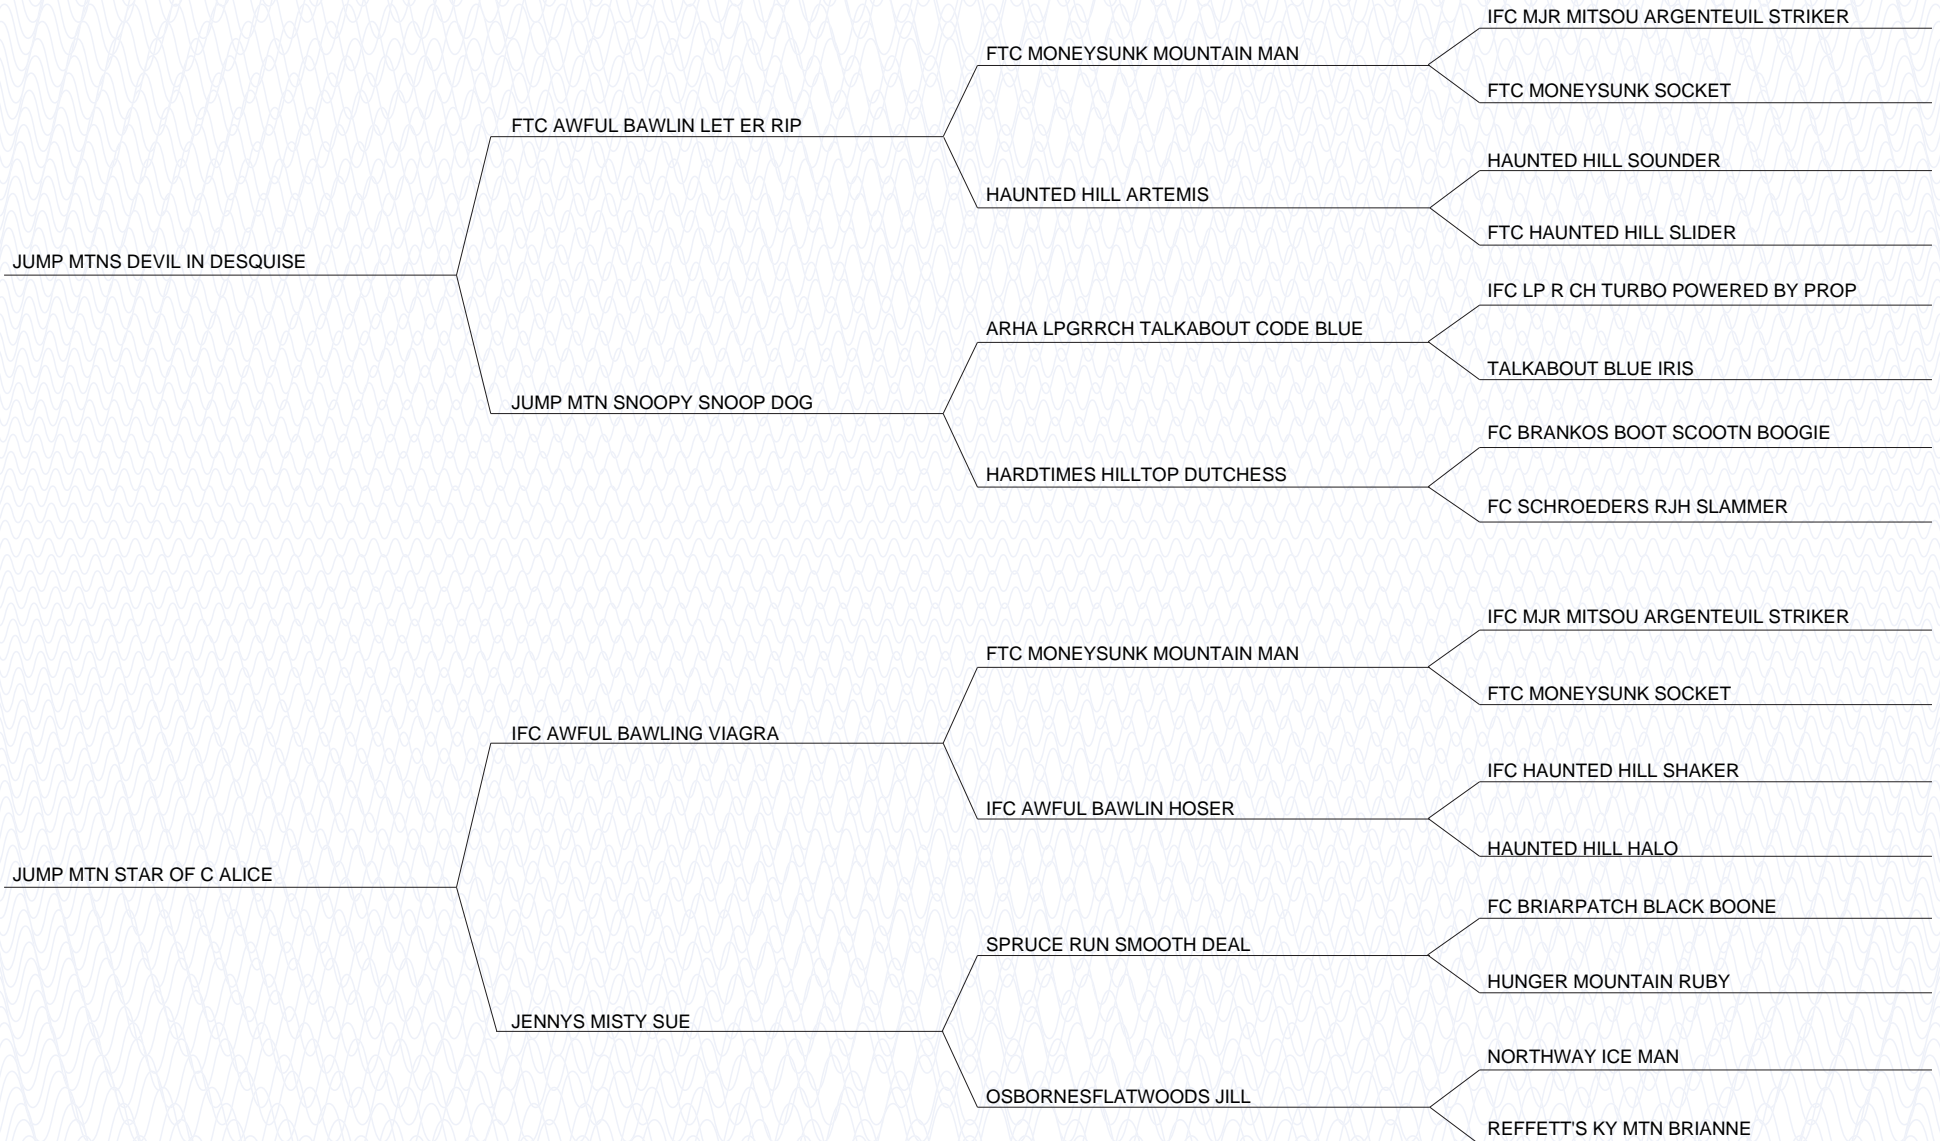 IFC MJR MITSOU ARGENTEUIL STRIKER
FTC MONEYSUNK MOUNTAIN MAN
FTC MONEYSUNK SOCKET
FTC AWFUL BAWLIN LET ER RIP
HAUNTED HILL SOUNDER
HAUNTED HILL ARTEMIS
FTC HAUNTED HILL SLIDER
JUMP MTNS DEVIL IN DESQUISE
IFC LP R CH TURBO POWERED BY PROP
ARHA LPGRRCH TALKABOUT CODE BLUE
TALKABOUT BLUE IRIS
JUMP MTN SNOOPY SNOOP DOG
FC BRANKOS BOOT SCOOTN BOOGIE
HARDTIMES HILLTOP DUTCHESS
FC SCHROEDERS RJH SLAMMER
IFC MJR MITSOU ARGENTEUIL STRIKER
FTC MONEYSUNK MOUNTAIN MAN
FTC MONEYSUNK SOCKET
IFC AWFUL BAWLING VIAGRA
IFC HAUNTED HILL SHAKER
IFC AWFUL BAWLIN HOSER
HAUNTED HILL HALO
JUMP MTN STAR OF C ALICE
FC BRIARPATCH BLACK BOONE
SPRUCE RUN SMOOTH DEAL
HUNGER MOUNTAIN RUBY
JENNYS MISTY SUE
NORTHWAY ICE MAN
OSBORNESFLATWOODS JILL
REFFETT'S KY MTN BRIANNE